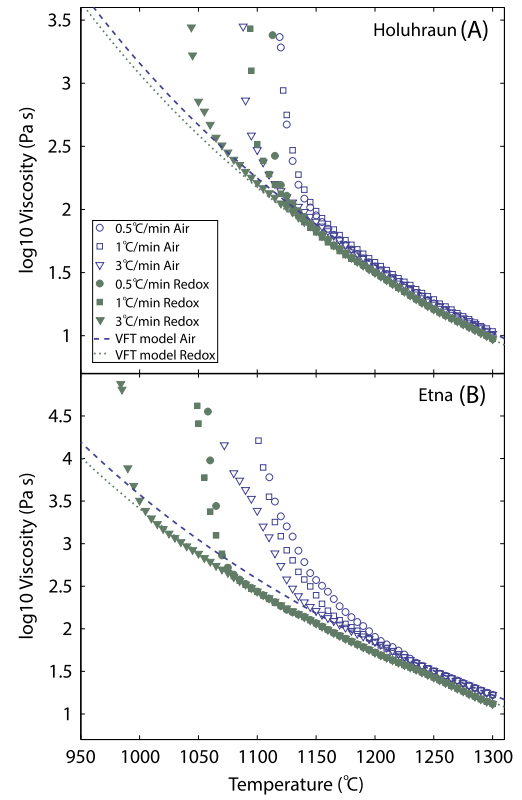 Holuhraun (A)
3.5
3
2.5
2
1.5
1
log10 Viscosity (Pa s)
0.5°C/min Air
1°C/min Air
3°C/min Air
0.5°C/min Redox
1°C/min Redox
3°C/min Redox
VFT model Air
VFT model Redox
Etna (B)
4.5
4
3.5
3
2.5
2
1.5
1
log10 Viscosity (Pa s)
950 1000 1050 1100 1150 1200 1250 1300
Temperature (°C)